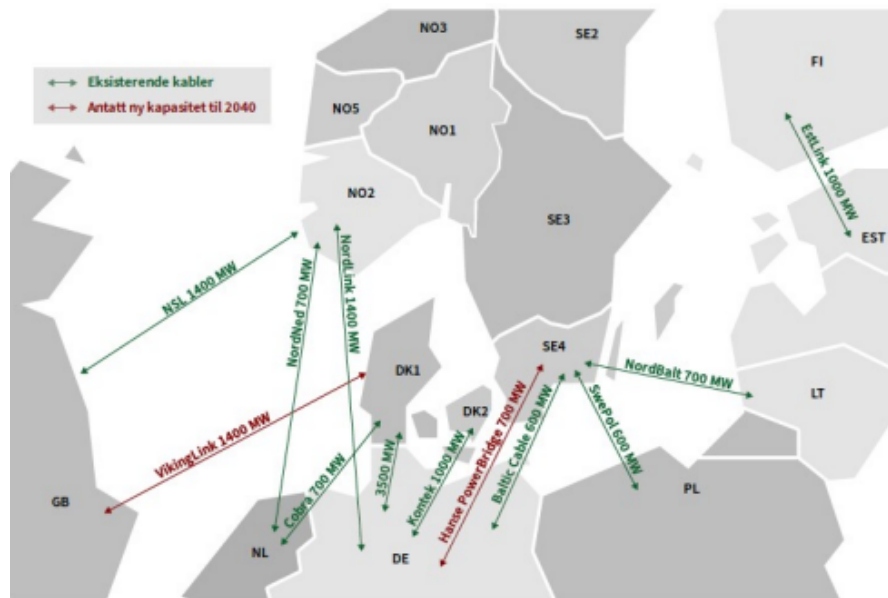 NO3
SE2
FI
Eksisterende kabler
Antatt ny kapasitet til 2040
NO5
NO1
NO2
SE3
EstLink 1000 MW
EST
NSL 1400 MW
NordNed 700 MW
NordLink 1400 MW
SE4
DK1
DK2
NordBalt 700 MW
LT
VikingLink 1400 MW
Cobra 700 MW
3500 MW
Kontek 1000 MW
Hanse PowerBridge 700 MW
Baltic Cable 600 MW
SwePol 600 MW
PL
GB
NL
DE